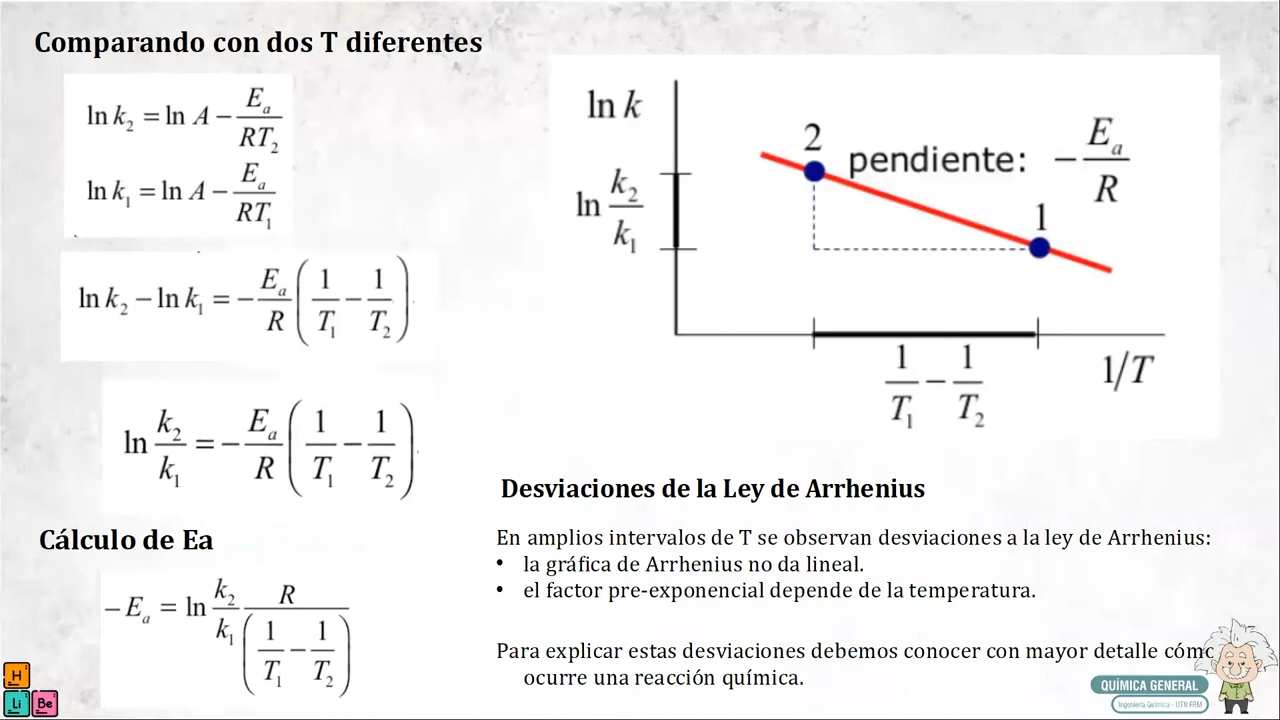 Comparando con dos T diferentes
ln k₂ = ln A − Eₐ/RT₂
ln k₁ = ln A − Eₐ/RT₁
ln k₂ − ln k₁ = − Eₐ/R (1/T₁ − 1/T₂)
ln k₂/k₁ = − Eₐ/R (1/T₁ − 1/T₂)
Cálculo de Ea
− Eₐ = ln k₂/k₁ R/(1/T₁ − 1/T₂)
ln k
2
pendiente: − Eₐ/R
ln k₂/k₁
1
1/T₁ − 1/T₂
1/T
Desviaciones de la Ley de Arrhenius
En amplios intervalos de T se observan desviaciones a la ley de Arrhenius:
• la gráfica de Arrhenius no da lineal.
• el factor pre-exponencial depende de la temperatura.
Para explicar estas desviaciones debemos conocer con mayor detalle cómo
ocurre una reacción química.
H
Li Be
QUÍMICA GENERAL
Ingeniería Química - UTN FRM